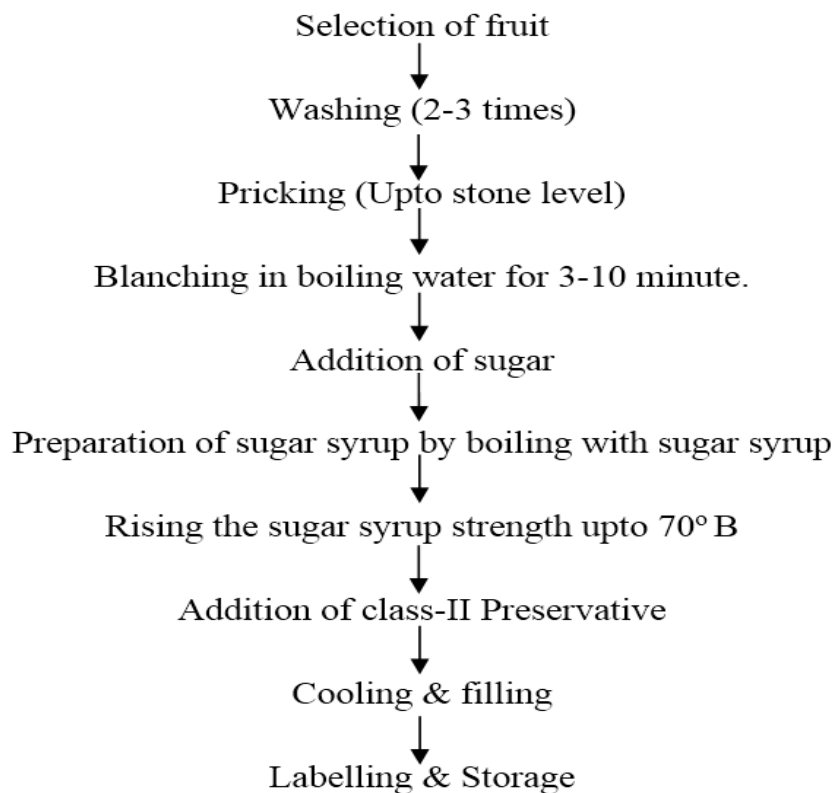 Selection of fruit
Washing (2-3 times)
Pricking (Upto stone level)
Blanching in boiling water for 3-10 minute.
Addition of sugar
Preparation of sugar syrup by boiling with sugar syrup
Rising the sugar syrup strength upto 70º B
Addition of class-II Preservative
Cooling & filling
Labelling & Storage